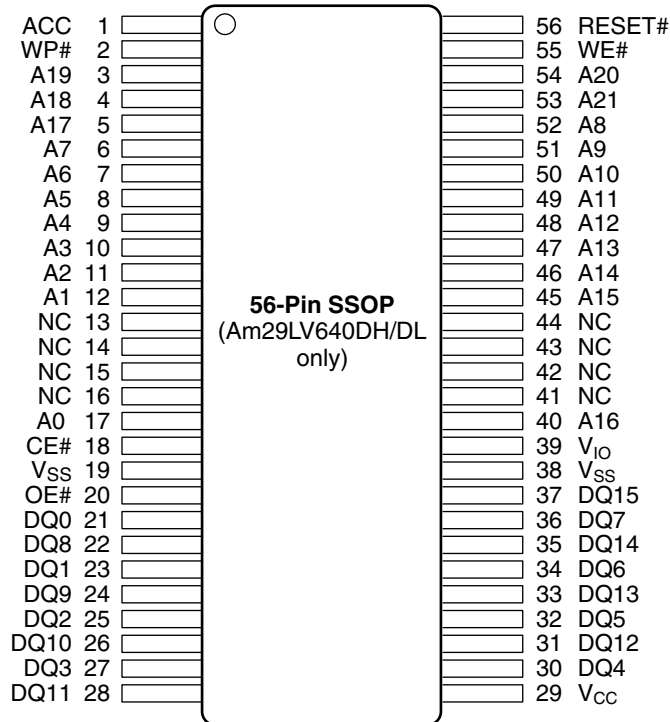 ACC 1
WP# 2
A19 3
A18 4
A17 5
A7 6
A6 7
A5 8
A4 9
A3 10
A2 11
A1 12
NC 13
NC 14
NC 15
NC 16
A0 17
CE# 18
VSS 19
OE# 20
DQ0 21
DQ8 22
DQ1 23
DQ9 24
DQ2 25
DQ10 26
DQ3 27
DQ11 28
56-Pin SSOP
(Am29LV640DH/DL
only)
56 RESET#
55 WE#
54 A20
53 A21
52 A8
51 A9
50 A10
49 A11
48 A12
47 A13
46 A14
45 A15
44 NC
43 NC
42 NC
41 NC
40 A16
39 VIO
38 VSS
37 DQ15
36 DQ7
35 DQ14
34 DQ6
33 DQ13
32 DQ5
31 DQ12
30 DQ4
29 VCC